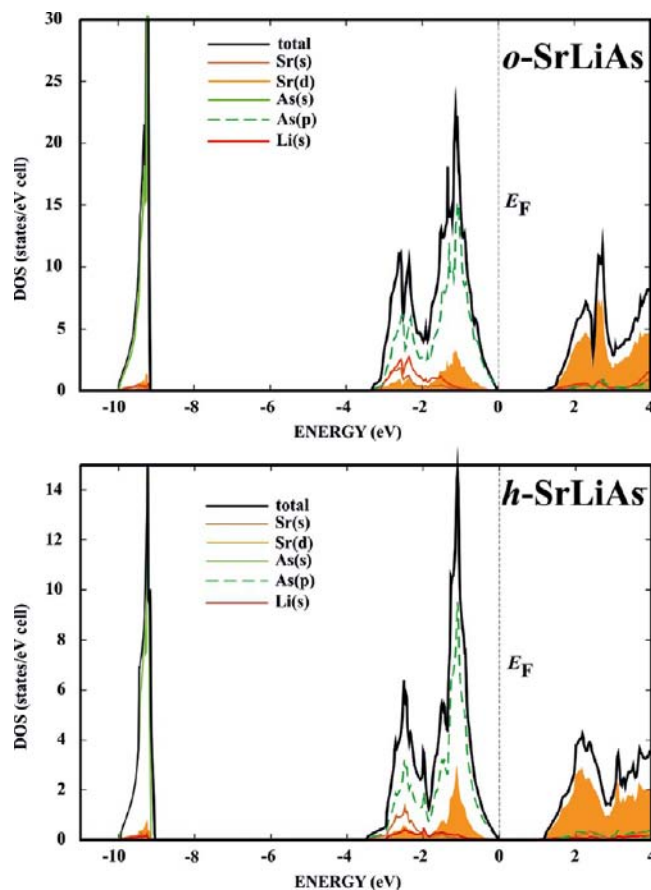 30
25
20
15
10
5
0
DOS (states/eV cell)
total
Sr(s)
Sr(d)
As(s)
As(p)
Li(s)
o-SrLiAs
E_F
-10 -8 -6 -4 -2 0 2 4
ENERGY (eV)
14
12
10
8
6
4
2
0
DOS (states/eV cell)
total
Sr(s)
Sr(d)
As(s)
As(p)
Li(s)
h-SrLiAs
E_F
-10 -8 -6 -4 -2 0 2 4
ENERGY (eV)